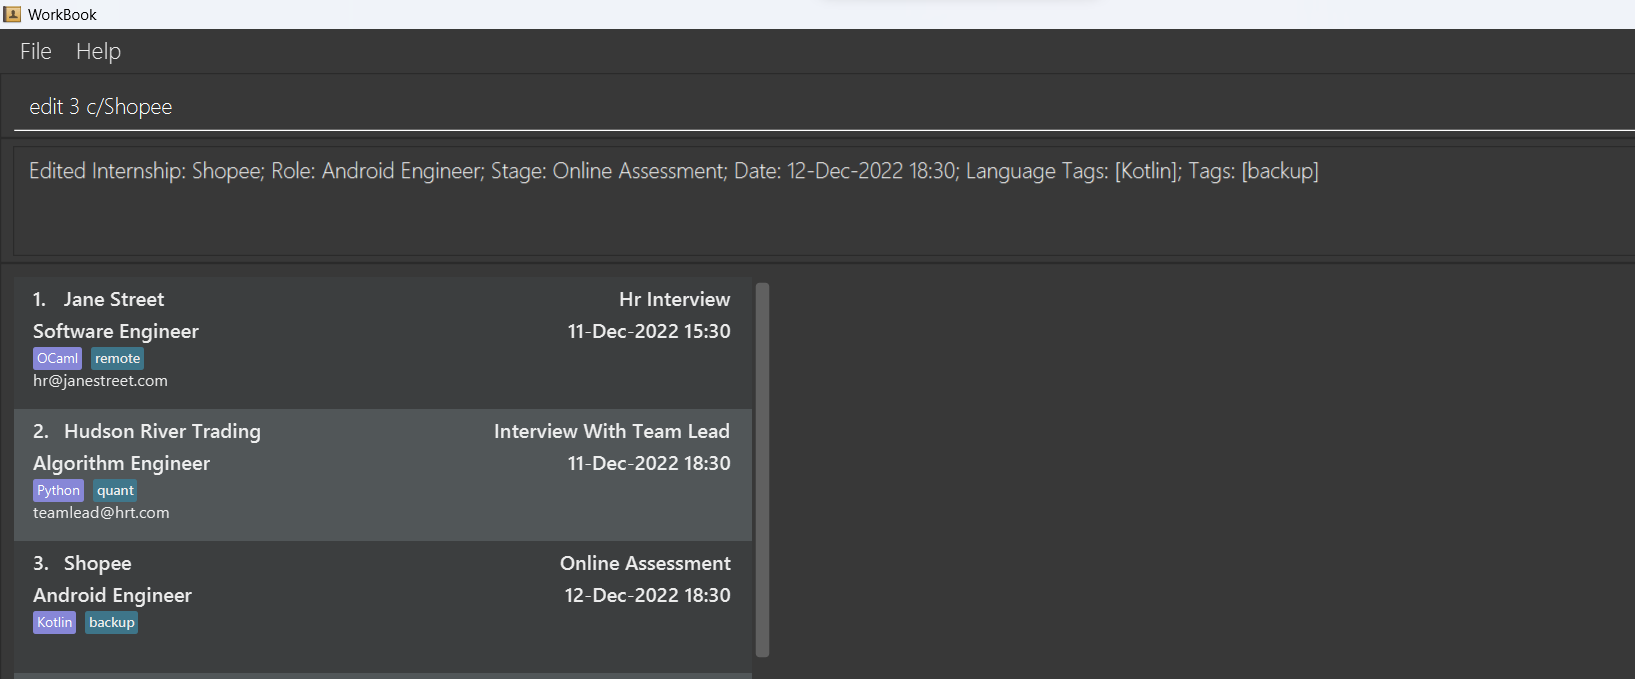 WorkBook
File Help
edit 3 c/Shopee
Edited Internship: Shopee; Role: Android Engineer; Stage: Online Assessment; Date: 12-Dec-2022 18:30; Language Tags: [Kotlin]; Tags: [backup]
1. Jane Street Hr Interview
Software Engineer 11-Dec-2022 15:30
OCaml remote
hr@janestreet.com
2. Hudson River Trading Interview With Team Lead
Algorithm Engineer 11-Dec-2022 18:30
Python quant
teamlead@hrt.com
3. Shopee Online Assessment
Android Engineer 12-Dec-2022 18:30
Kotlin backup